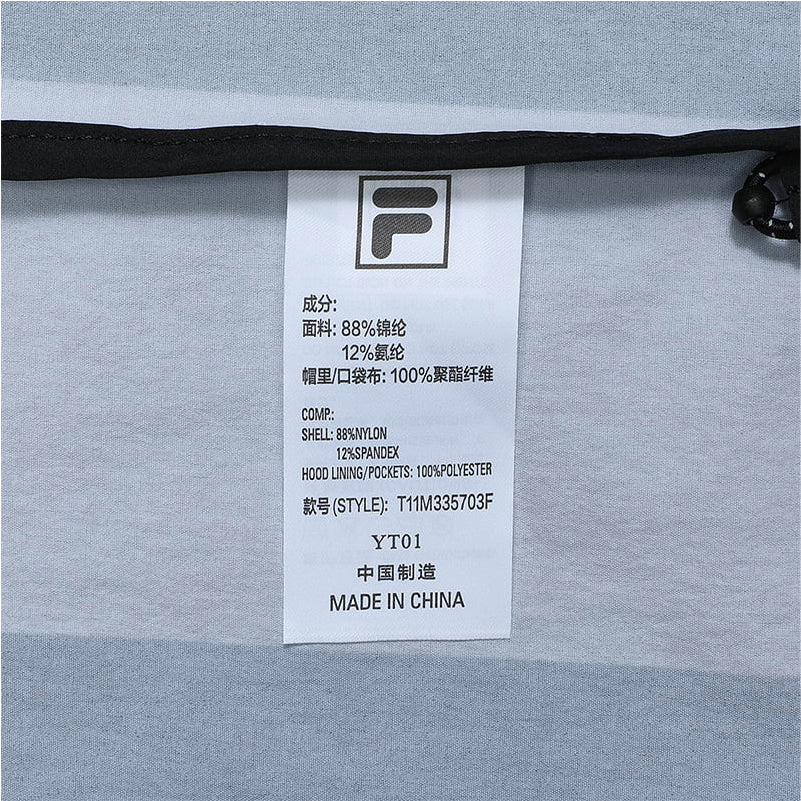 F
成分:
面料: 88%锦纶
12%氨纶
帽里/口袋布: 100%聚酯纤维
COMP.:
SHELL: 88%NYLON
12%SPANDEX
HOOD LINING/POCKETS: 100%POLYESTER
款号(STYLE): T11M335703F
YT01
中国制造
MADE IN CHINA